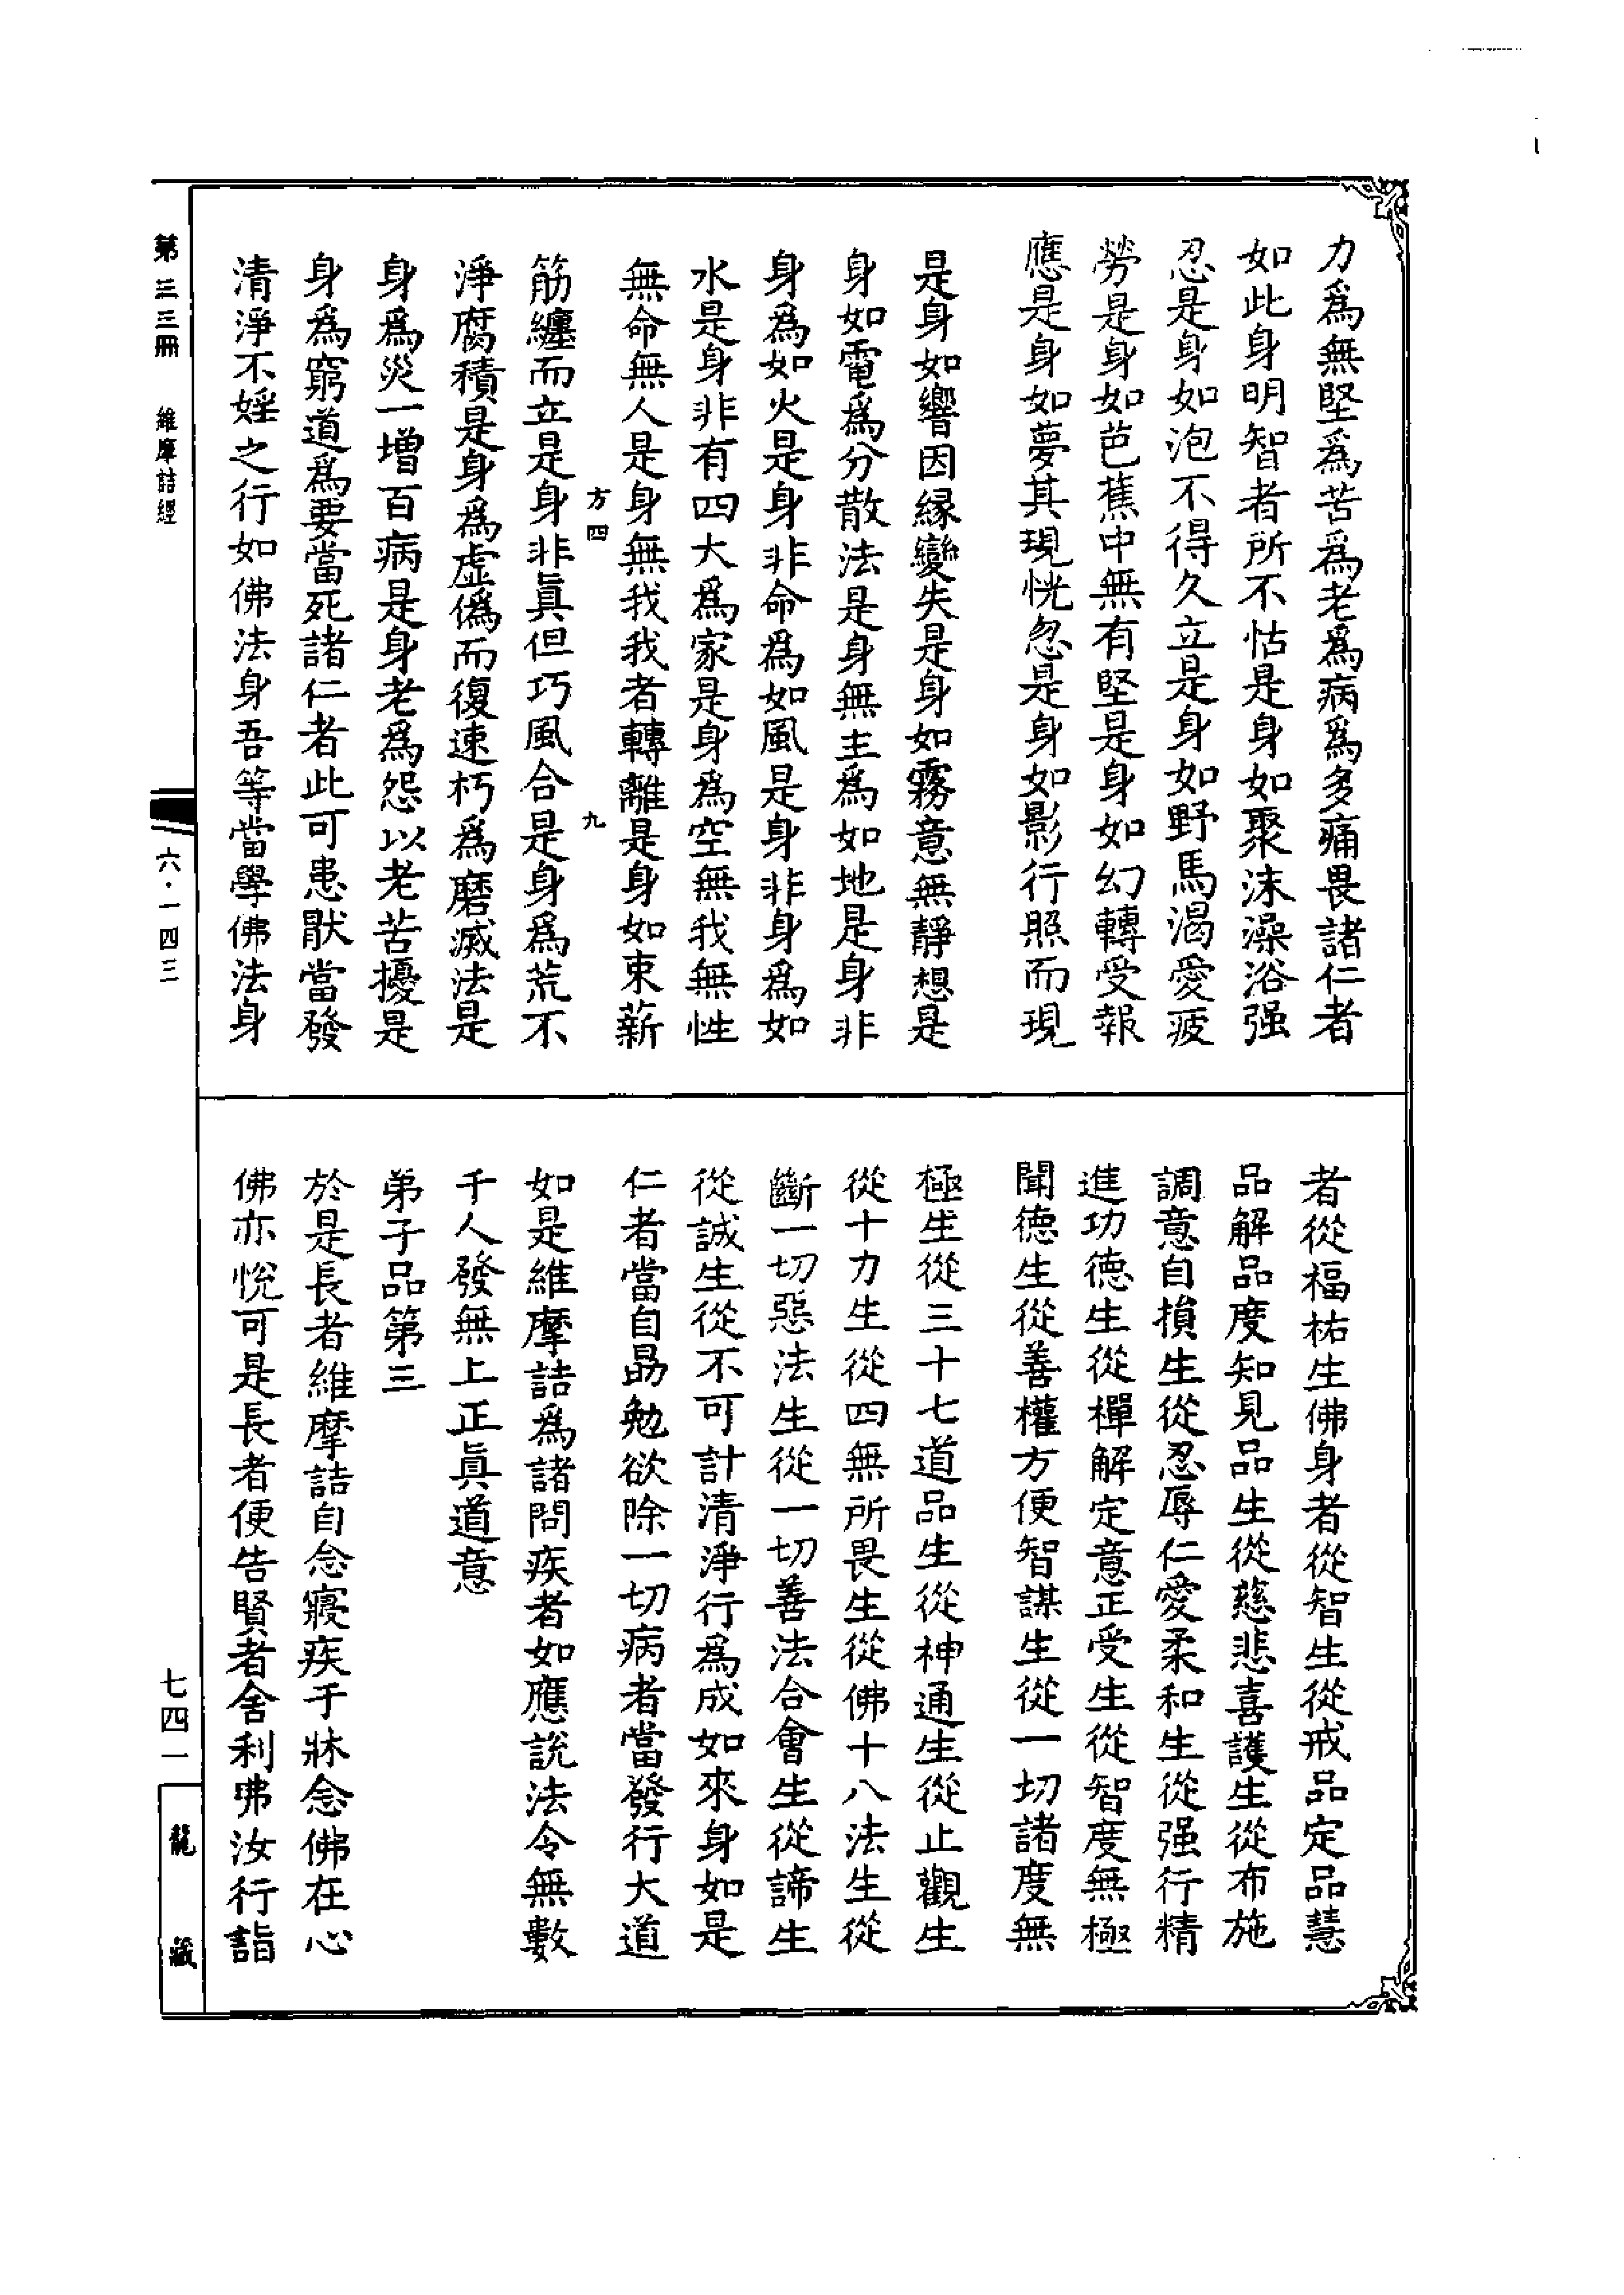 力爲無堅爲苦爲老爲病爲多痛畏諸仁者
如此身明智者所不怙是身如聚沫澡浴强
忍是身如泡不得久立是身如野馬渴愛疲
勞是身如芭蕉中無有堅是身如幻轉受報
應是身如夢其現恍忽是身如影行照而現
是身如響因緣變失是身如霧意無靜想是
身如電爲分散法是身無主爲如地是身非
身爲如火是身非命爲如風是身非身爲如
水是身非有四大爲家是身爲空無我無性
無命無人是身無我我者轉離是身如束薪
方四 九
筋纏而立是身非眞但巧風合是身爲荒不
淨腐積是身爲虛僞而復速朽爲磨滅法是
身爲災一增百病是身老爲怨以老苦擾是
身爲窮道爲要當死諸仁者此可患厭當發
清淨不婬之行如佛法身吾等當學佛法身
者從福祐生佛身者從智生從戒品定品慧
品解品度知見品生從慈悲喜護生從布施
調意自損生從忍辱仁愛柔和生從强行精
進功德生從禪解定意正受生從智度無極
聞德生從善權方便智謀生從一切諸度無
極生從三十七道品生從神通生從止觀生
從十力生從四無所畏生從佛十八法生從
斷一切惡法生從一切善法合會生從諦生
從誠生從不可計清淨行爲成如來身如是
仁者當自勗勉欲除一切病者當發行大道
如是維摩詰爲諸問疾者如應說法令無數
千人發無上正眞道意
弟子品第三
於是長者維摩詰自念寢疾于牀念佛在心
佛亦悅可是長者便告賢者舍利弗汝行詣
第三三冊 維摩詰經
六·一四三
七四一
龍藏